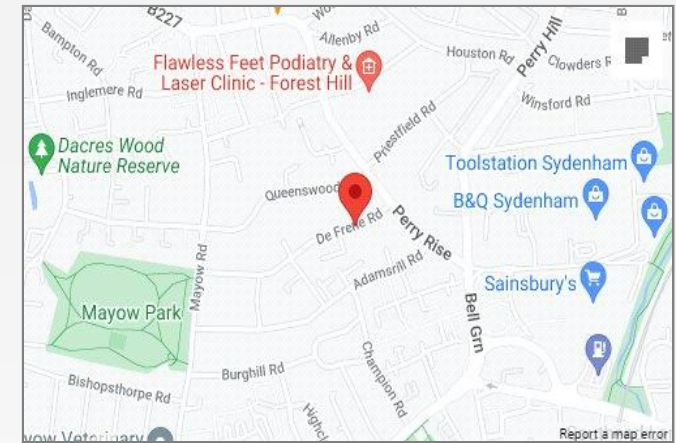 B227
Bampton Rd
Allenby Rd
Perry Hill
Houston Rd
Flawless Feet Podiatry &
Laser Clinic - Forest Hill
Inglemere Rd
Winsford Rd
Priestfield Rd
Dacres Wood
Nature Reserve
Toolstation Sydenham
Queenswood
B&Q Sydenham
De Frene Rd
Perry Rise
Mayow Rd
Adamsrill Rd
Sainsbury's
Mayow Park
Bell Grn
Champion Rd
Burghill Rd
Bishopsthorpe Rd
Report a map error